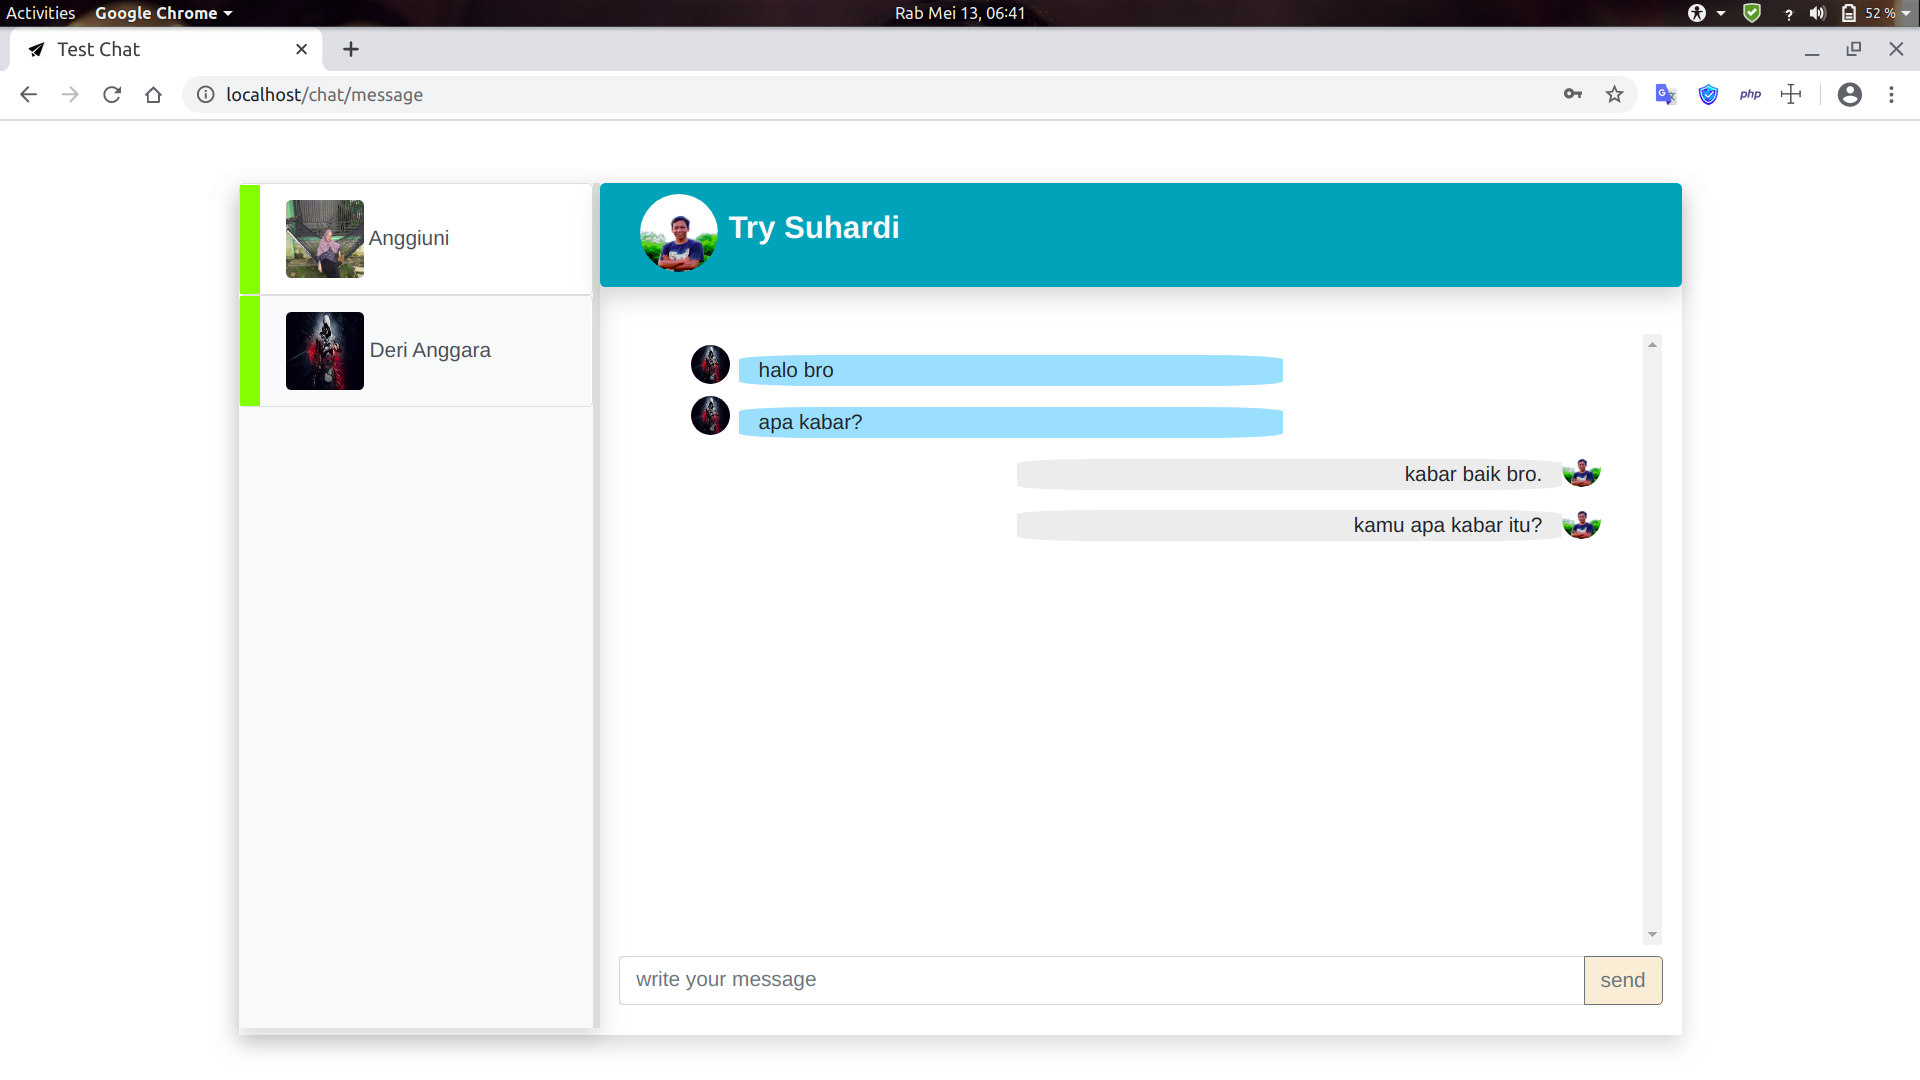 Activities Google Chrome Rab Mei 13, 06:41 ? 52 %
Test Chat
localhost/chat/message php
Anggiuni
Try Suhardi
Deri Anggara
halo bro
apa kabar?
kabar baik bro.
kamu apa kabar itu?
write your message send